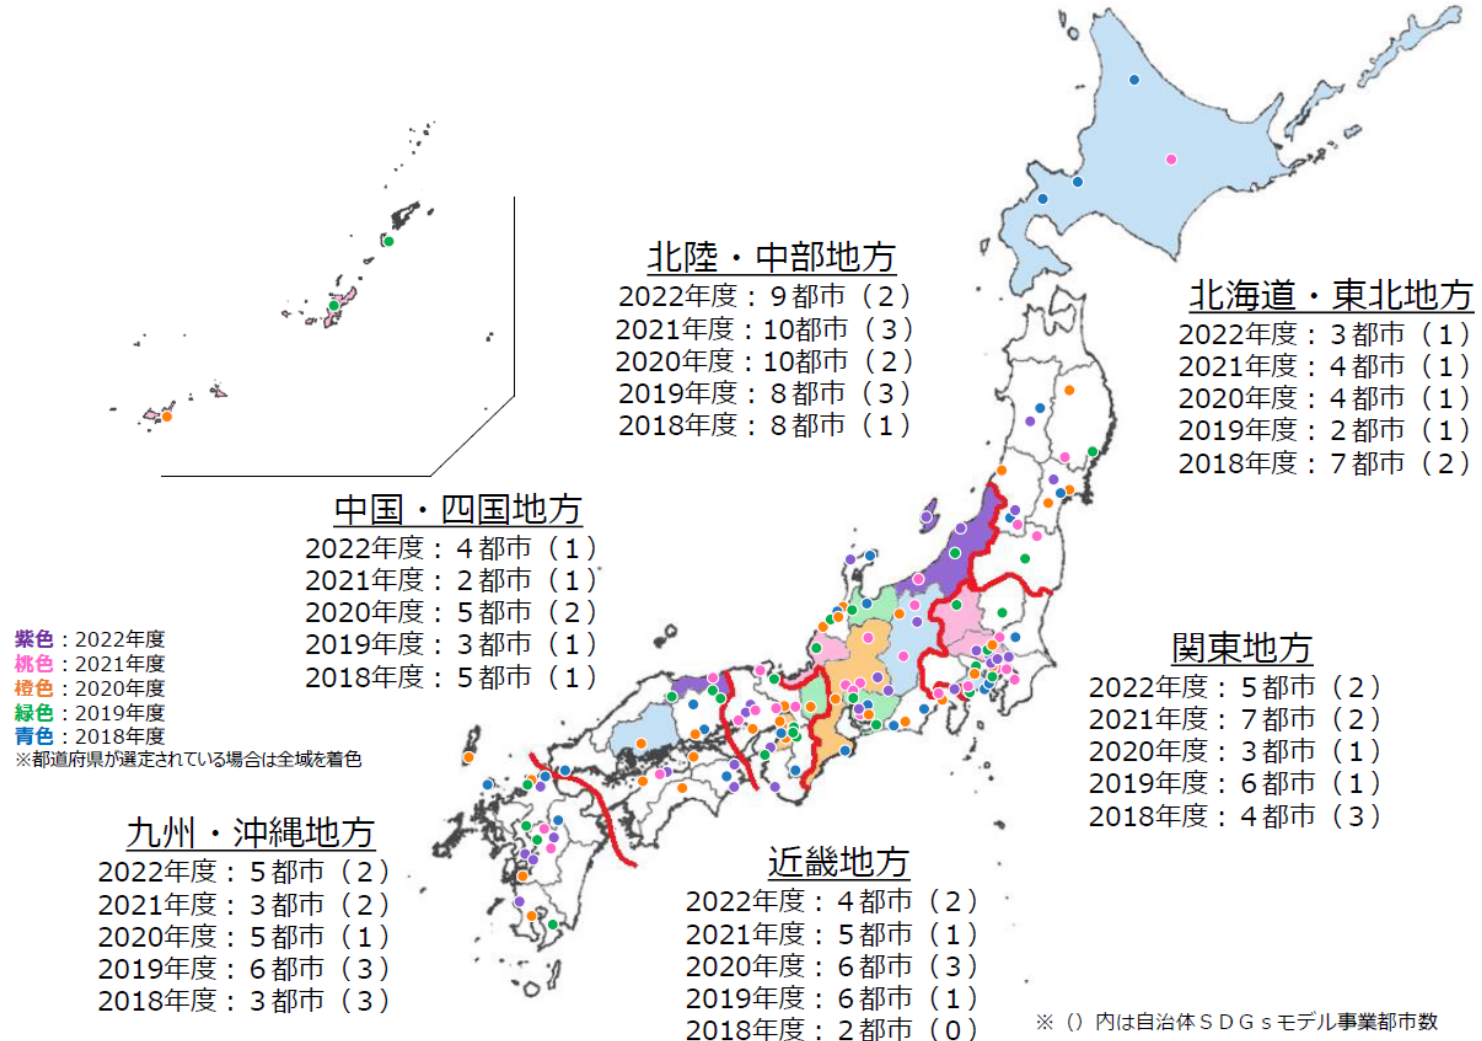 北陸・中部地方
2022年度：９都市（２）
2021年度：10都市（３）
2020年度：10都市（２）
2019年度：８都市（３）
2018年度：８都市（１）
北海道・東北地方
2022年度：３都市（１）
2021年度：４都市（１）
2020年度：４都市（１）
2019年度：２都市（１）
2018年度：７都市（２）
中国・四国地方
2022年度：４都市（１）
2021年度：２都市（１）
2020年度：５都市（２）
2019年度：３都市（１）
2018年度：５都市（１）
紫色：2022年度
桃色：2021年度
橙色：2020年度
緑色：2019年度
青色：2018年度
※都道府県が選定されている場合は全域を着色
関東地方
2022年度：５都市（２）
2021年度：７都市（２）
2020年度：３都市（１）
2019年度：６都市（１）
2018年度：４都市（３）
九州・沖縄地方
2022年度：５都市（２）
2021年度：３都市（２）
2020年度：５都市（１）
2019年度：６都市（３）
2018年度：３都市（３）
近畿地方
2022年度：４都市（２）
2021年度：５都市（１）
2020年度：６都市（３）
2019年度：６都市（１）
2018年度：２都市（０）
※（）内は自治体ＳＤＧｓモデル事業都市数